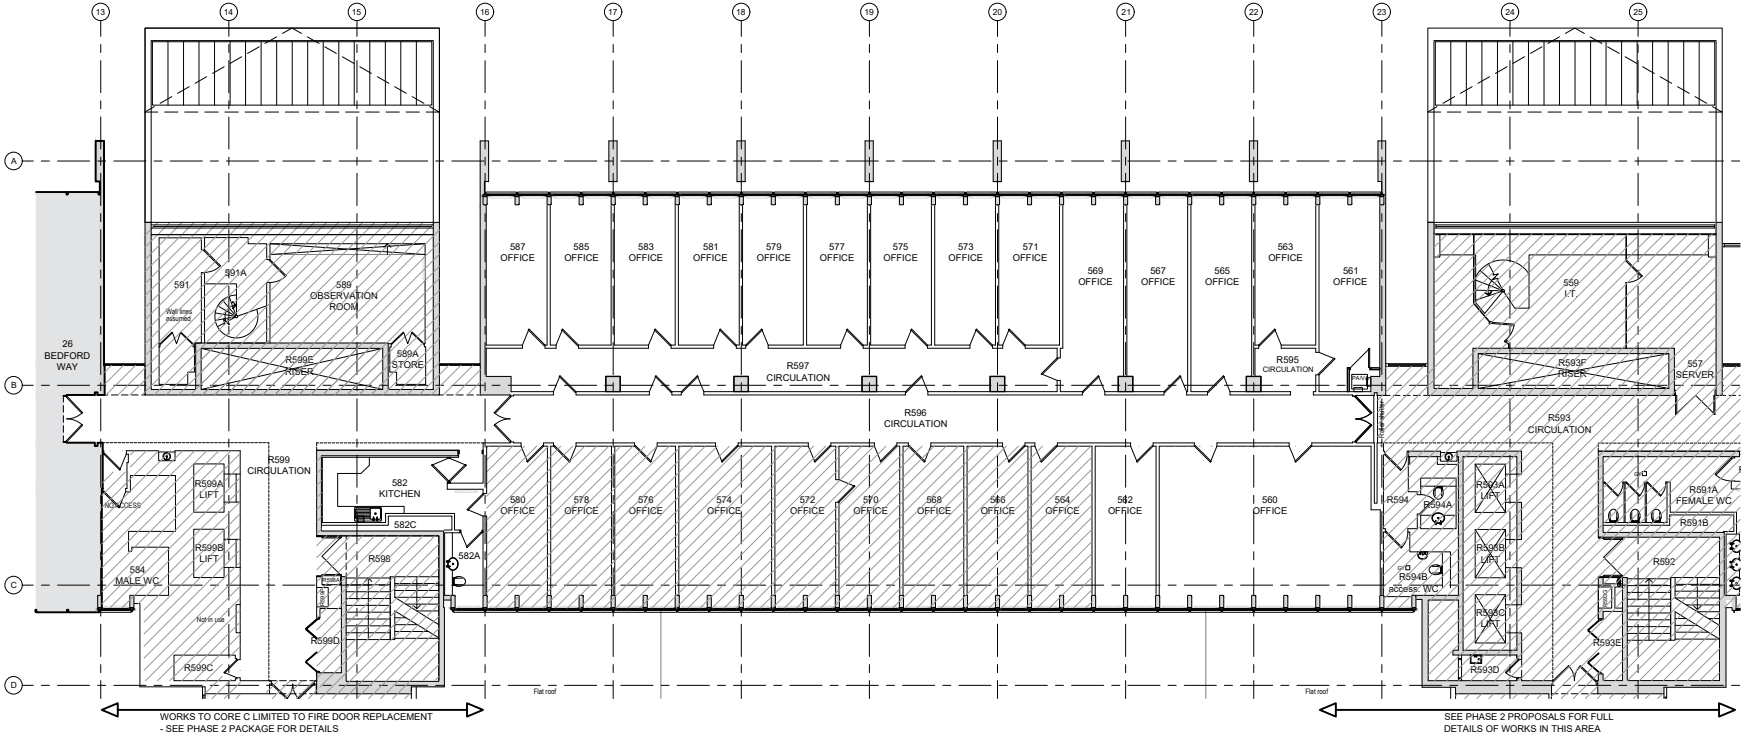 13
14
15
16
17
18
19
20
21
22
23
24
25
A
B
C
D
587
OFFICE
585
OFFICE
583
OFFICE
581
OFFICE
579
OFFICE
577
OFFICE
575
OFFICE
573
OFFICE
571
OFFICE
569
OFFICE
567
OFFICE
565
OFFICE
563
OFFICE
561
OFFICE
591
591A
589
OBSERVATION
ROOM
Wall lines
assumed
559
I.T.
26
BEDFORD
WAY
R599E
RISER
589A
STORE
R597
CIRCULATION
R595
CIRCULATION
R593F
RISER
557
SERVER
R596
CIRCULATION
R593
CIRCULATION
R599
CIRCULATION
R599A
LIFT
NO ACCESS
R599B
LIFT
584
MALE WC
Not in use
R599C
582
KITCHEN
582C
582A
R598
R599D
580
OFFICE
578
OFFICE
576
OFFICE
574
OFFICE
572
OFFICE
570
OFFICE
568
OFFICE
566
OFFICE
564
OFFICE
562
OFFICE
560
OFFICE
R594
R594A
R594B
access. WC
R593A
LIFT
R593B
LIFT
R593C
LIFT
R593D
R593E
R591A
FEMALE WC
R591B
R592
Flat roof
Flat roof
WORKS TO CORE C LIMITED TO FIRE DOOR REPLACEMENT
- SEE PHASE 2 PACKAGE FOR DETAILS
SEE PHASE 2 PROPOSALS FOR FULL
DETAILS OF WORKS IN THIS AREA